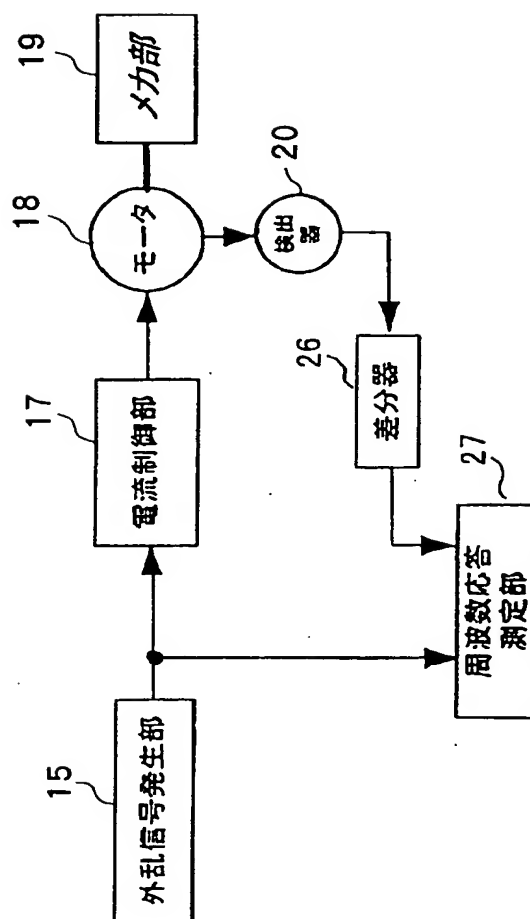 15
外乱信号発生部
17
電流制御部
18
モータ
19
メカ部
20
検出
器
26
差分器
27
周波数応答
測定部